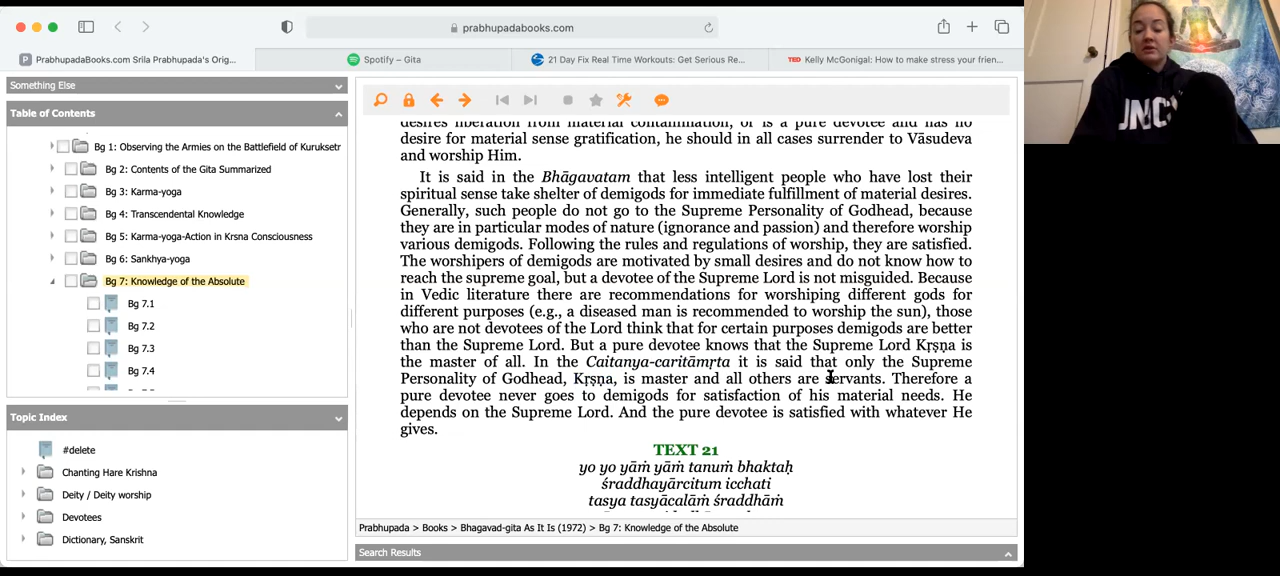 prabhupadabooks.com
PrabhupadaBooks.com Srila Prabhupada's Orig...
Spotify – Gita
21 Day Fix Real Time Workouts: Get Serious Re...
TED
Kelly McGonigal: How to make stress your frien...
Something Else
Table of Contents
Bg 1: Observing the Armies on the Battlefield of Kuruksetr
Bg 2: Contents of the Gita Summarized
Bg 3: Karma-yoga
Bg 4: Transcendental Knowledge
Bg 5: Karma-yoga-Action in Krsna Consciousness
Bg 6: Sankhya-yoga
Bg 7: Knowledge of the Absolute
Bg 7.1
Bg 7.2
Bg 7.3
Bg 7.4
Topic Index
#delete
Chanting Hare Krishna
Deity / Deity worship
Devotees
Dictionary, Sanskrit
desires liberation from material contamination, or is a pure devotee and has no
desire for material sense gratification, he should in all cases surrender to Vāsudeva
and worship Him.
It is said in the Bhāgavatam that less intelligent people who have lost their
spiritual sense take shelter of demigods for immediate fulfillment of material desires.
Generally, such people do not go to the Supreme Personality of Godhead, because
they are in particular modes of nature (ignorance and passion) and therefore worship
various demigods. Following the rules and regulations of worship, they are satisfied.
The worshipers of demigods are motivated by small desires and do not know how to
reach the supreme goal, but a devotee of the Supreme Lord is not misguided. Because
in Vedic literature there are recommendations for worshiping different gods for
different purposes (e.g., a diseased man is recommended to worship the sun), those
who are not devotees of the Lord think that for certain purposes demigods are better
than the Supreme Lord. But a pure devotee knows that the Supreme Lord Kṛṣṇa is
the master of all. In the Caitanya-caritāmṛta it is said that only the Supreme
Personality of Godhead, Kṛṣṇa, is master and all others are servants. Therefore a
pure devotee never goes to demigods for satisfaction of his material needs. He
depends on the Supreme Lord. And the pure devotee is satisfied with whatever He
gives.
TEXT 21
yo yo yāṁ yāṁ tanuṁ bhaktaḥ
śraddhayārcitum icchati
tasya tasyācalāṁ śraddhāṁ
Prabhupada > Books > Bhagavad-gita As It Is (1972) > Bg 7: Knowledge of the Absolute
Search Results